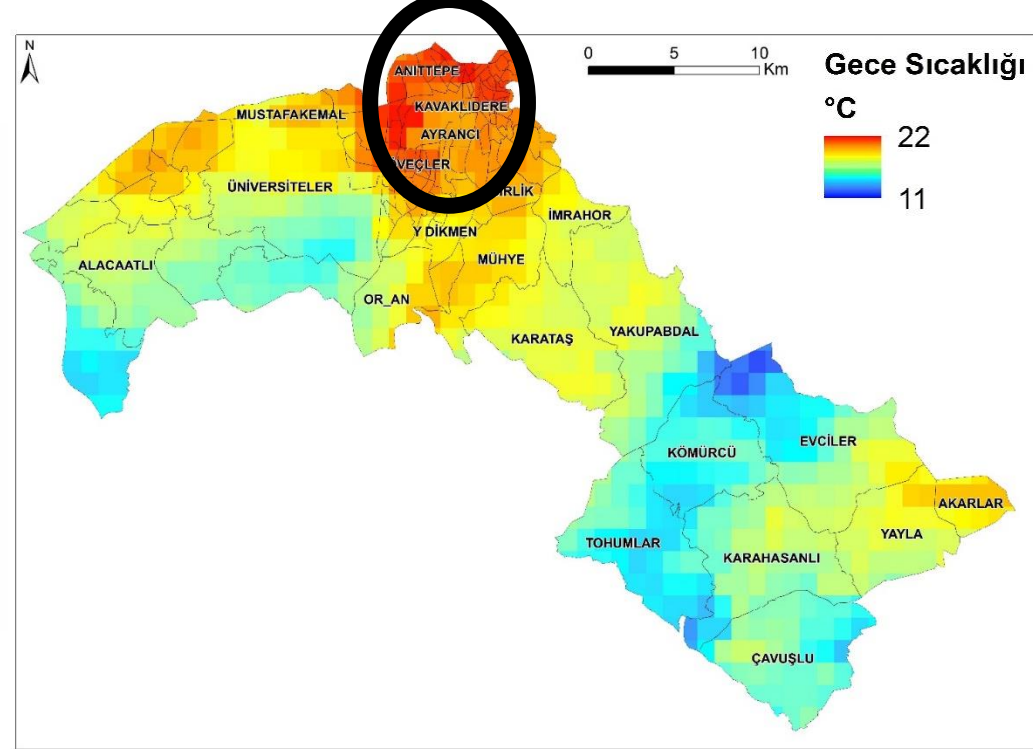 N
0 5 10
Km
Gece Sıcaklığı
°C
22
11
ANITTEPE
MUSTAFAKEMAL
KAVAKLIDERE
AYRANCI
ÜNİVERSİTELER
İMRAHOR
Y DİKMEN
MÜHYE
ALACAATLI
OR_AN
YAKUPABDAL
KARATAŞ
EVCİLER
KÖMÜRCÜ
AKARLAR
YAYLA
TOHUMLAR
KARAHASANLI
ÇAVUŞLU